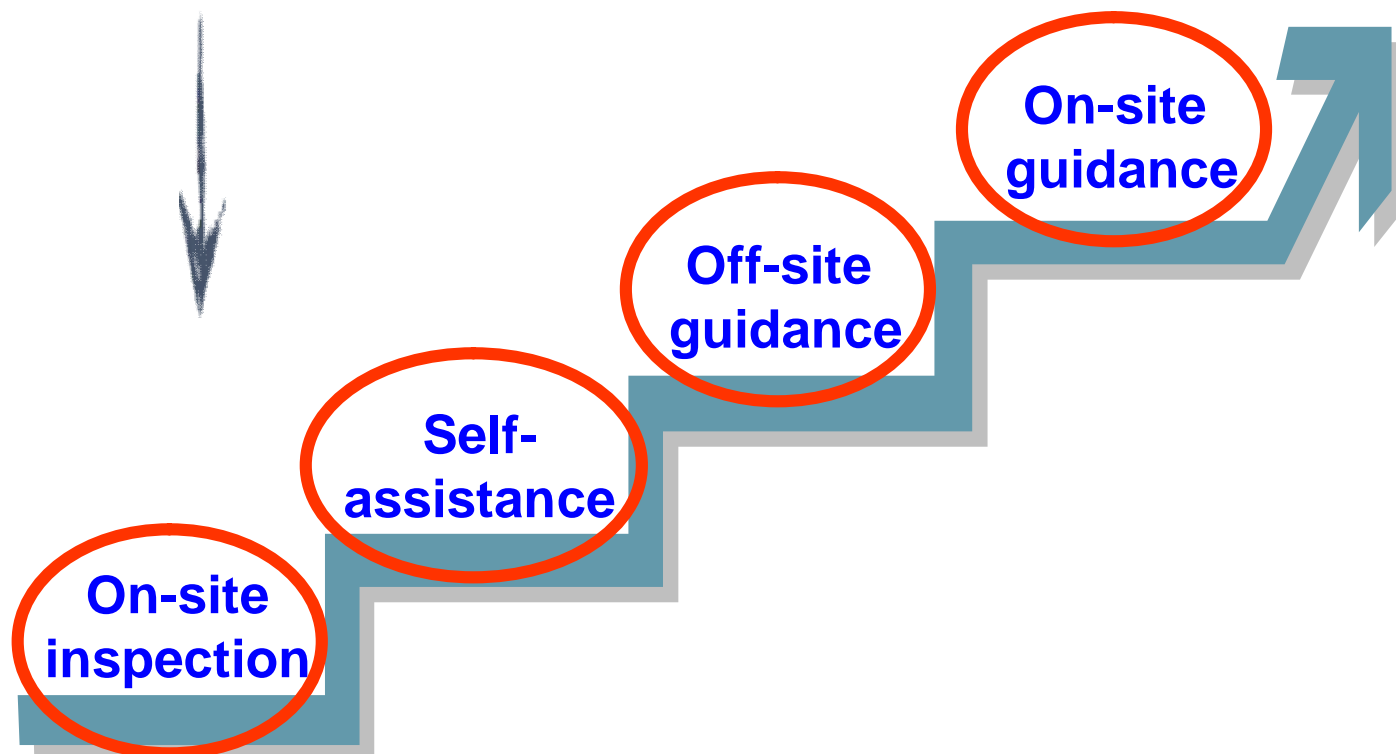 On-site
guidance
Off-site
guidance
Self-
assistance
On-site
inspection